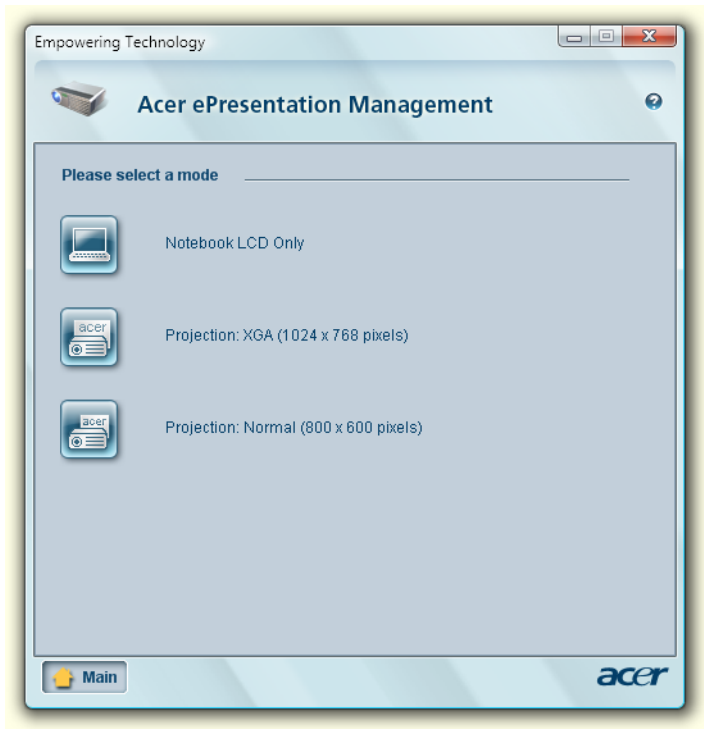 Empowering Technology
Acer ePresentation Management
Please select a mode
Notebook LCD Only
acer
Projection: XGA (1024 x 768 pixels)
acer
Projection: Normal (800 x 600 pixels)
Main
acer